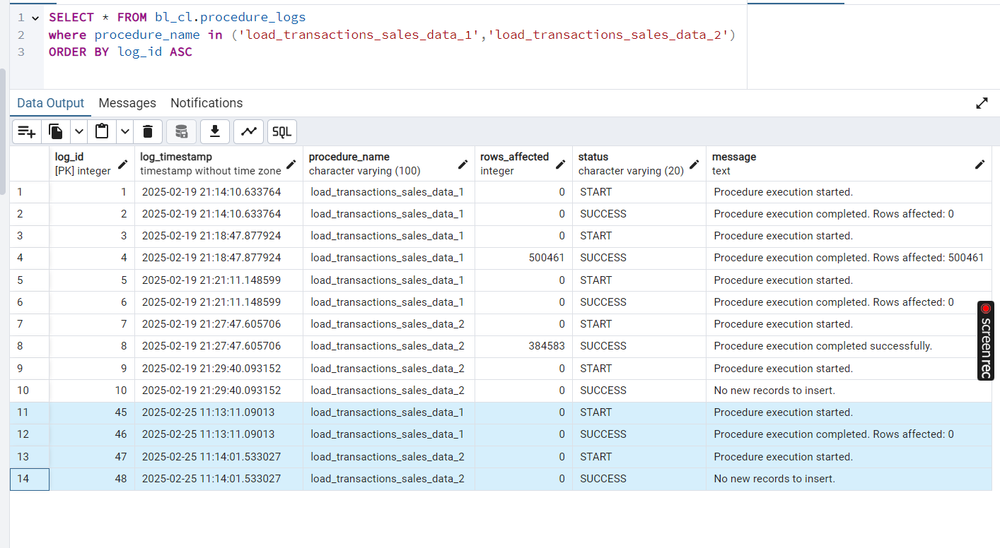 1 SELECT * FROM bl_cl.procedure_logs
2 where procedure_name in ('load_transactions_sales_data_1','load_transactions_sales_data_2')
3 ORDER BY log_id ASC
Data Output Messages Notifications
SQL
log_id log_timestamp procedure_name rows_affected status message
[PK] integer timestamp without time zone character varying (100) integer character varying (20) text
1 1 2025-02-19 21:14:10.633764 load_transactions_sales_data_1 0 START Procedure execution started.
2 2 2025-02-19 21:14:10.633764 load_transactions_sales_data_1 0 SUCCESS Procedure execution completed. Rows affected: 0
3 3 2025-02-19 21:18:47.877924 load_transactions_sales_data_1 0 START Procedure execution started.
4 4 2025-02-19 21:18:47.877924 load_transactions_sales_data_1 500461 SUCCESS Procedure execution completed. Rows affected: 500461
5 5 2025-02-19 21:21:11.148599 load_transactions_sales_data_1 0 START Procedure execution started.
6 6 2025-02-19 21:21:11.148599 load_transactions_sales_data_1 0 SUCCESS Procedure execution completed. Rows affected: 0
7 7 2025-02-19 21:27:47.605706 load_transactions_sales_data_2 0 START Procedure execution started.
8 8 2025-02-19 21:27:47.605706 load_transactions_sales_data_2 384583 SUCCESS Procedure execution completed successfully.
9 9 2025-02-19 21:29:40.093152 load_transactions_sales_data_2 0 START Procedure execution started.
10 10 2025-02-19 21:29:40.093152 load_transactions_sales_data_2 0 SUCCESS No new records to insert.
11 45 2025-02-25 11:13:11.09013 load_transactions_sales_data_1 0 START Procedure execution started.
12 46 2025-02-25 11:13:11.09013 load_transactions_sales_data_1 0 SUCCESS Procedure execution completed. Rows affected: 0
13 47 2025-02-25 11:14:01.533027 load_transactions_sales_data_2 0 START Procedure execution started.
14 48 2025-02-25 11:14:01.533027 load_transactions_sales_data_2 0 SUCCESS No new records to insert.
screenrec